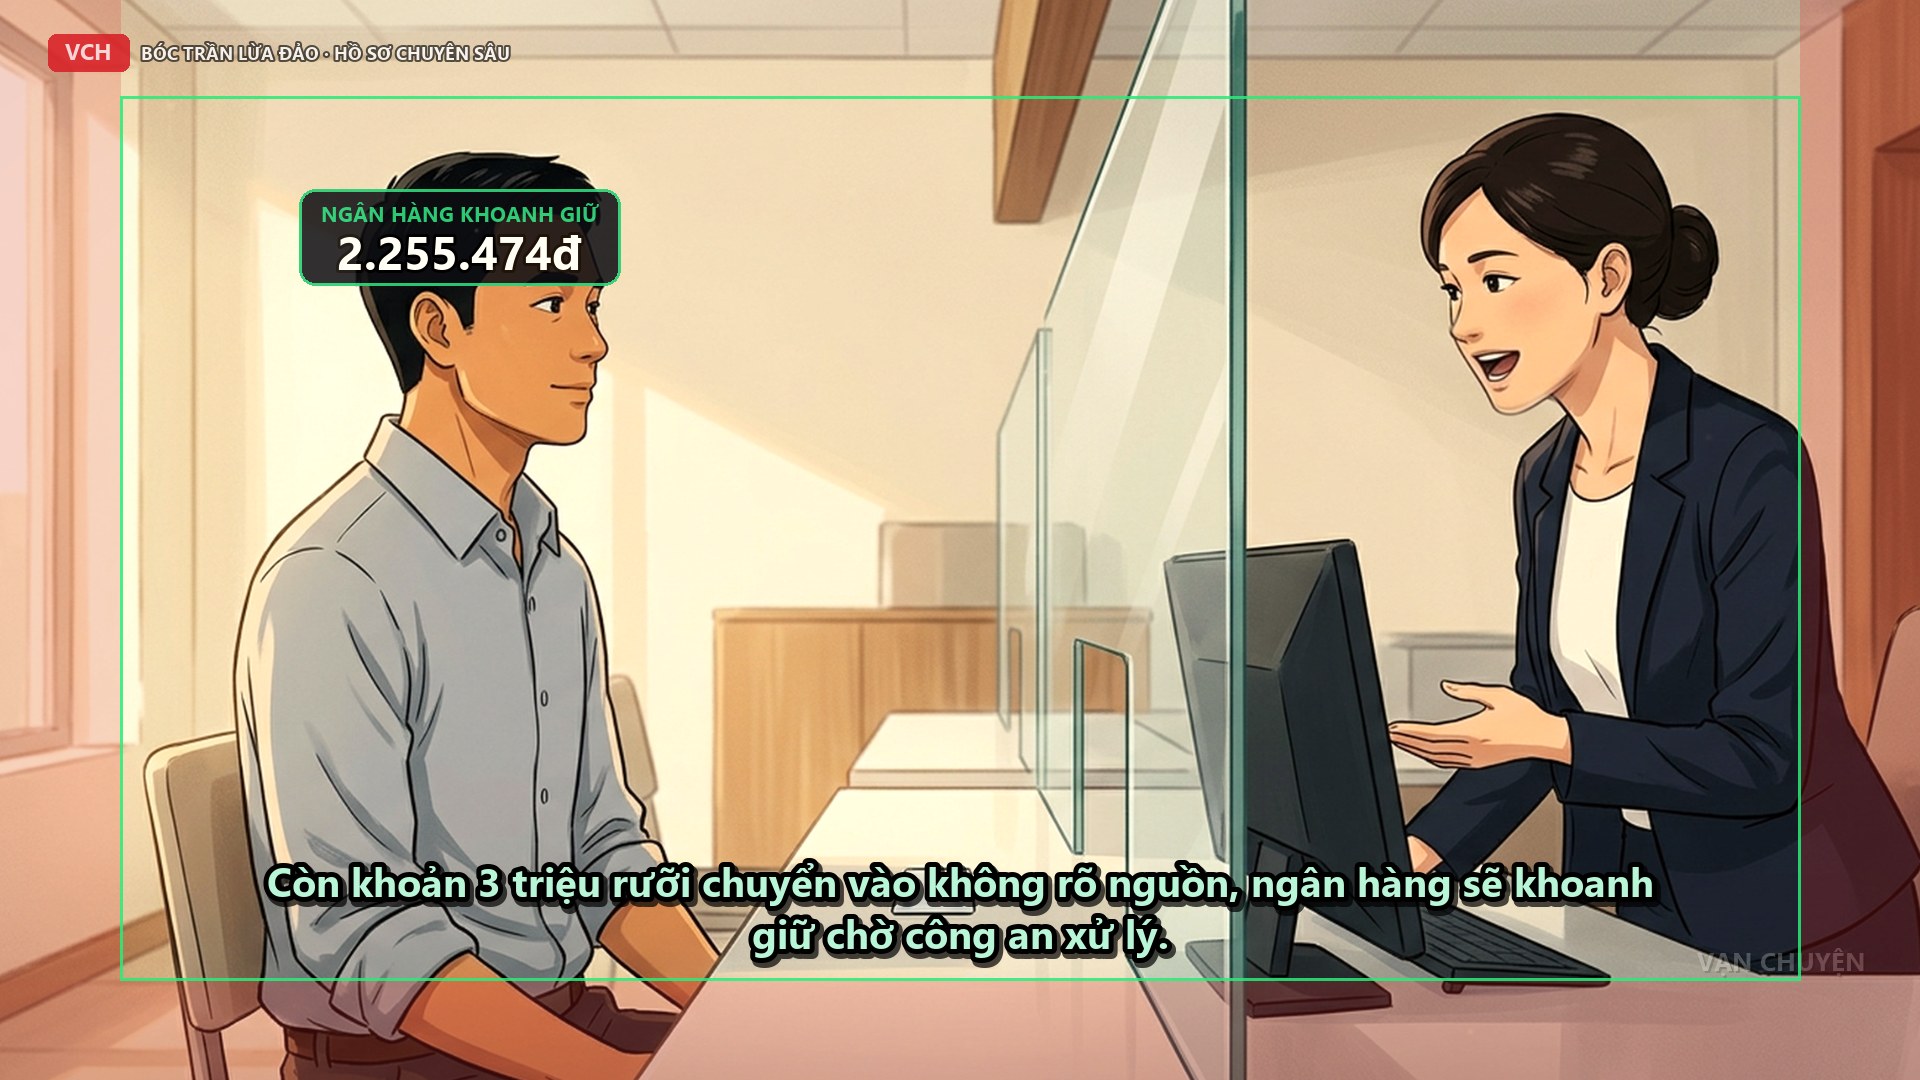 VCH BÓC TRẦN LỪA ĐẢO · HỒ SƠ CHUYÊN SÂU
NGÂN HÀNG KHOANH GIỮ
2.255.474đ
Còn khoản 3 triệu rưỡi chuyển vào không rõ nguồn, ngân hàng sẽ khoanh
giữ chờ công an xử lý.
VẠN CHUYỆN